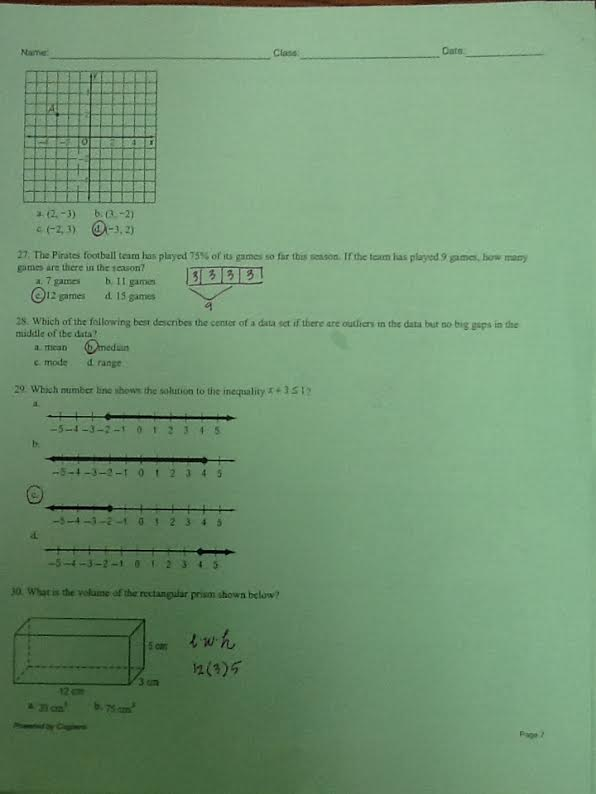 Name: Class: Date:
y
A
2
-4 -2 O 2 4 x
-2
a. (2, −3) b. (3, −2)
c. (−2, 3) d. (−3, 2)
27. The Pirates football team has played 75% of its games so far this season. If the team has played 9 games, how many
games are there in the season?
3 3 3 3
a. 7 games b. 11 games
c. 12 games d. 15 games
9
28. Which of the following best describes the center of a data set if there are outliers in the data but no big gaps in the
middle of the data?
a. mean b. median
c. mode d. range
29. Which number line shows the solution to the inequality x + 3 ≤ 1?
a.
−5 −4 −3 −2 −1 0 1 2 3 4 5
b.
−5 −4 −3 −2 −1 0 1 2 3 4 5
c.
−5 −4 −3 −2 −1 0 1 2 3 4 5
d.
−5 −4 −3 −2 −1 0 1 2 3 4 5
30. What is the volume of the rectangular prism shown below?
l·w·h
5 cm
12(3)5
3 cm
12 cm
a. cm³ b. 75 cm³
Powered by Cognero
Page 7